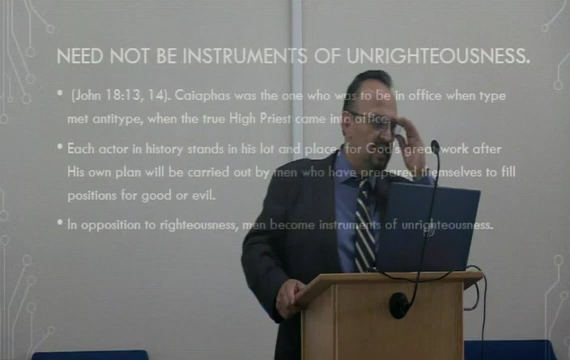 NEED NOT BE INSTRUMENTS OF UNRIGHTEOUSNESS.
• (John 18:13, 14). Caiaphas was the one who was to be in office when type
met antitype, when the true High Priest came into office.
• Each actor in history stands in his lot and place; for God's great work after
His own plan will be carried out by men who have prepared themselves to fill
positions for good or evil.
• In opposition to righteousness, men become instruments of unrighteousness.